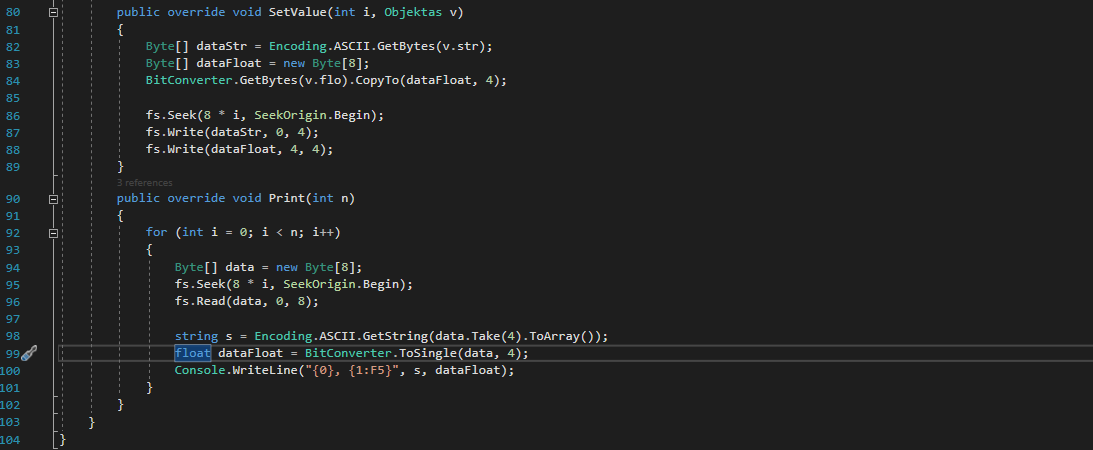 80 public override void SetValue(int i, Objektas v)
81 {
82 Byte[] dataStr = Encoding.ASCII.GetBytes(v.str);
83 Byte[] dataFloat = new Byte[8];
84 BitConverter.GetBytes(v.flo).CopyTo(dataFloat, 4);
85
86 fs.Seek(8 * i, SeekOrigin.Begin);
87 fs.Write(dataStr, 0, 4);
88 fs.Write(dataFloat, 4, 4);
89 }
3 references
90 public override void Print(int n)
91 {
92 for (int i = 0; i < n; i++)
93 {
94 Byte[] data = new Byte[8];
95 fs.Seek(8 * i, SeekOrigin.Begin);
96 fs.Read(data, 0, 8);
97
98 string s = Encoding.ASCII.GetString(data.Take(4).ToArray());
99 float dataFloat = BitConverter.ToSingle(data, 4);
100 Console.WriteLine("{0}, {1:F5}", s, dataFloat);
101 }
102 }
103 }
104 }